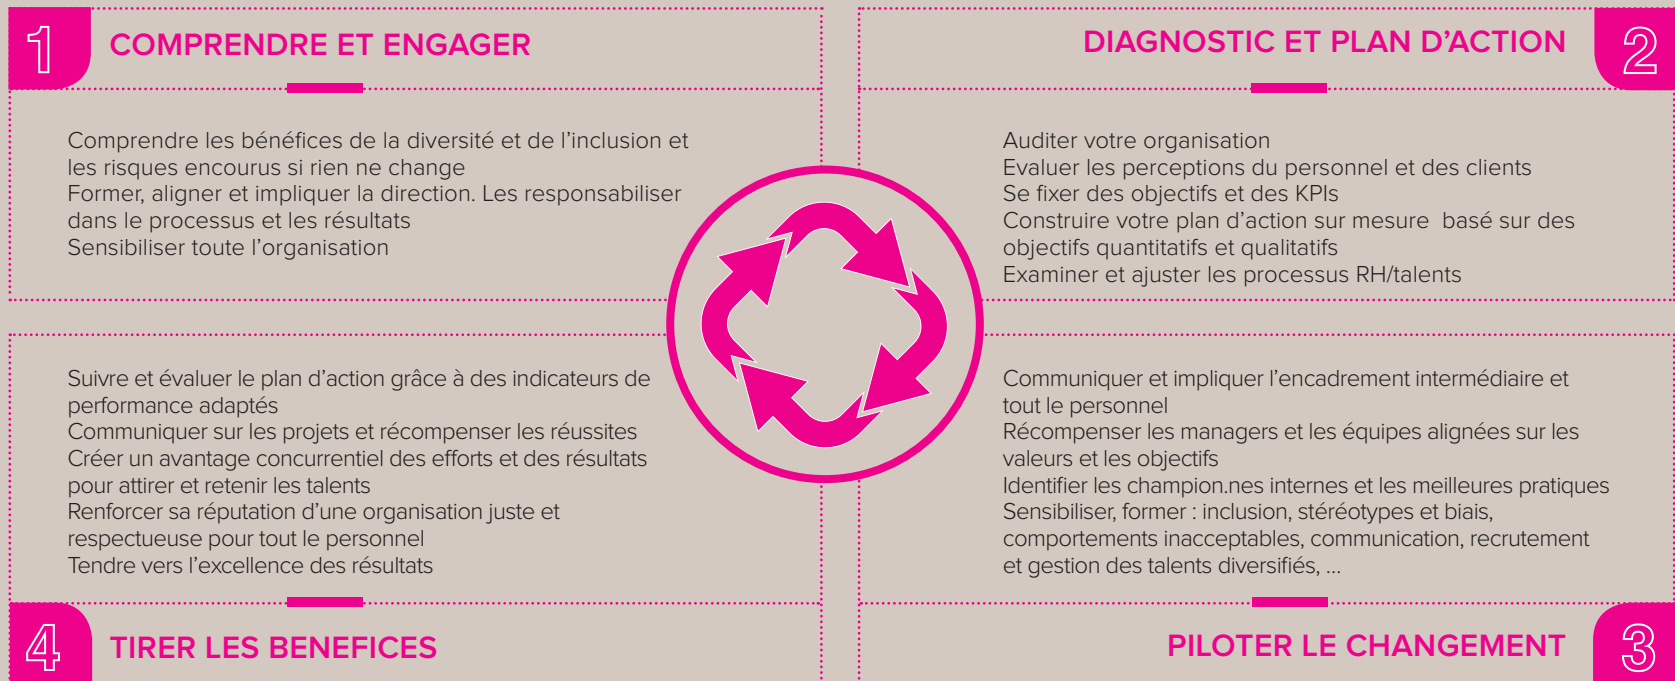 1
COMPRENDRE ET ENGAGER
Comprendre les bénéfices de la diversité et de l'inclusion et
les risques encourus si rien ne change
Former, aligner et impliquer la direction. Les responsabiliser
dans le processus et les résultats
Sensibiliser toute l'organisation
DIAGNOSTIC ET PLAN D'ACTION
2
Auditer votre organisation
Evaluer les perceptions du personnel et des clients
Se fixer des objectifs et des KPIs
Construire votre plan d'action sur mesure  basé sur des
objectifs quantitatifs et qualitatifs
Examiner et ajuster les processus RH/talents
Communiquer et impliquer l'encadrement intermédiaire et
tout le personnel
Récompenser les managers et les équipes alignées sur les
valeurs et les objectifs
Identifier les champion.nes internes et les meilleures pratiques
Sensibiliser, former : inclusion, stéréotypes et biais,
comportements inacceptables, communication, recrutement
et gestion des talents diversifiés, ...
PILOTER LE CHANGEMENT
3
Suivre et évaluer le plan d'action grâce à des indicateurs de
performance adaptés
Communiquer sur les projets et récompenser les réussites
Créer un avantage concurrentiel des efforts et des résultats
pour attirer et retenir les talents
Renforcer sa réputation d'une organisation juste et
respectueuse pour tout le personnel
Tendre vers l'excellence des résultats
4
TIRER LES BENEFICES